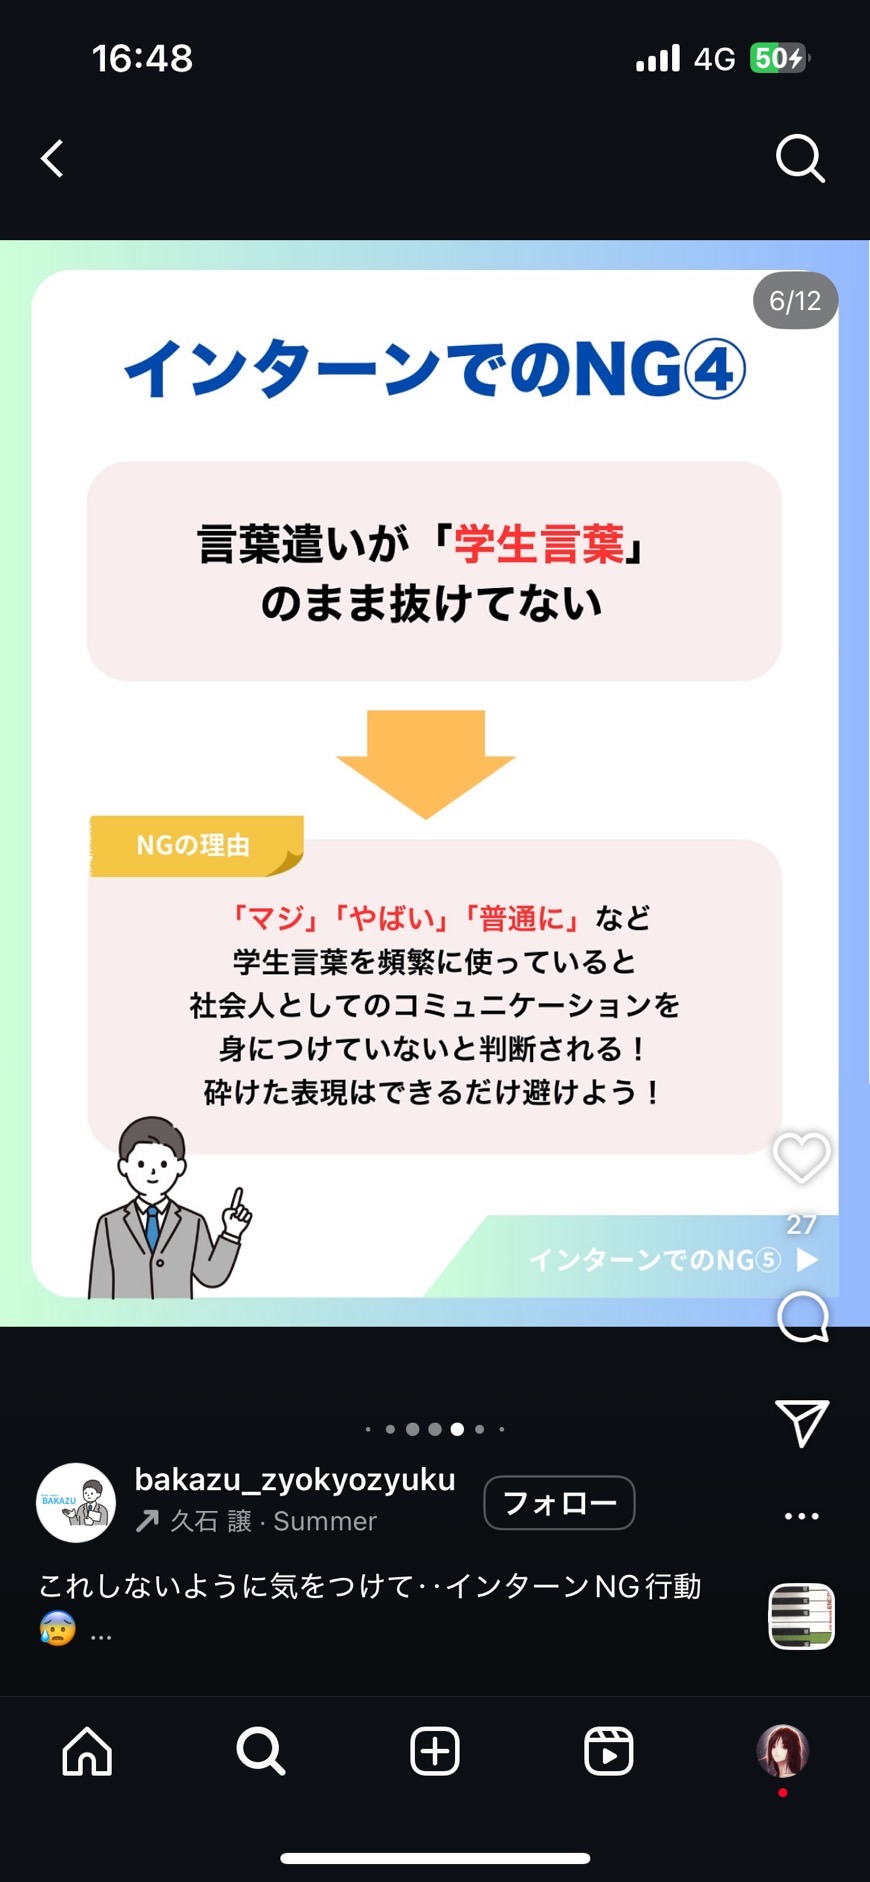 16:48
4G
50
6/12
インターンでのNG④
言葉遣いが「学生言葉」
のまま抜けてない
NGの理由
「マジ」「やばい」「普通に」など
学生言葉を頻繁に使っていると
社会人としてのコミュニケーションを
身につけていないと判断される！
砕けた表現はできるだけ避けよう！
27
インターンでのNG⑤ ▶
bakazu_zyokyozyuku
久石 譲 · Summer
フォロー
BAKAZU
これしないように気をつけて‥インターンNG行動
😰 ...